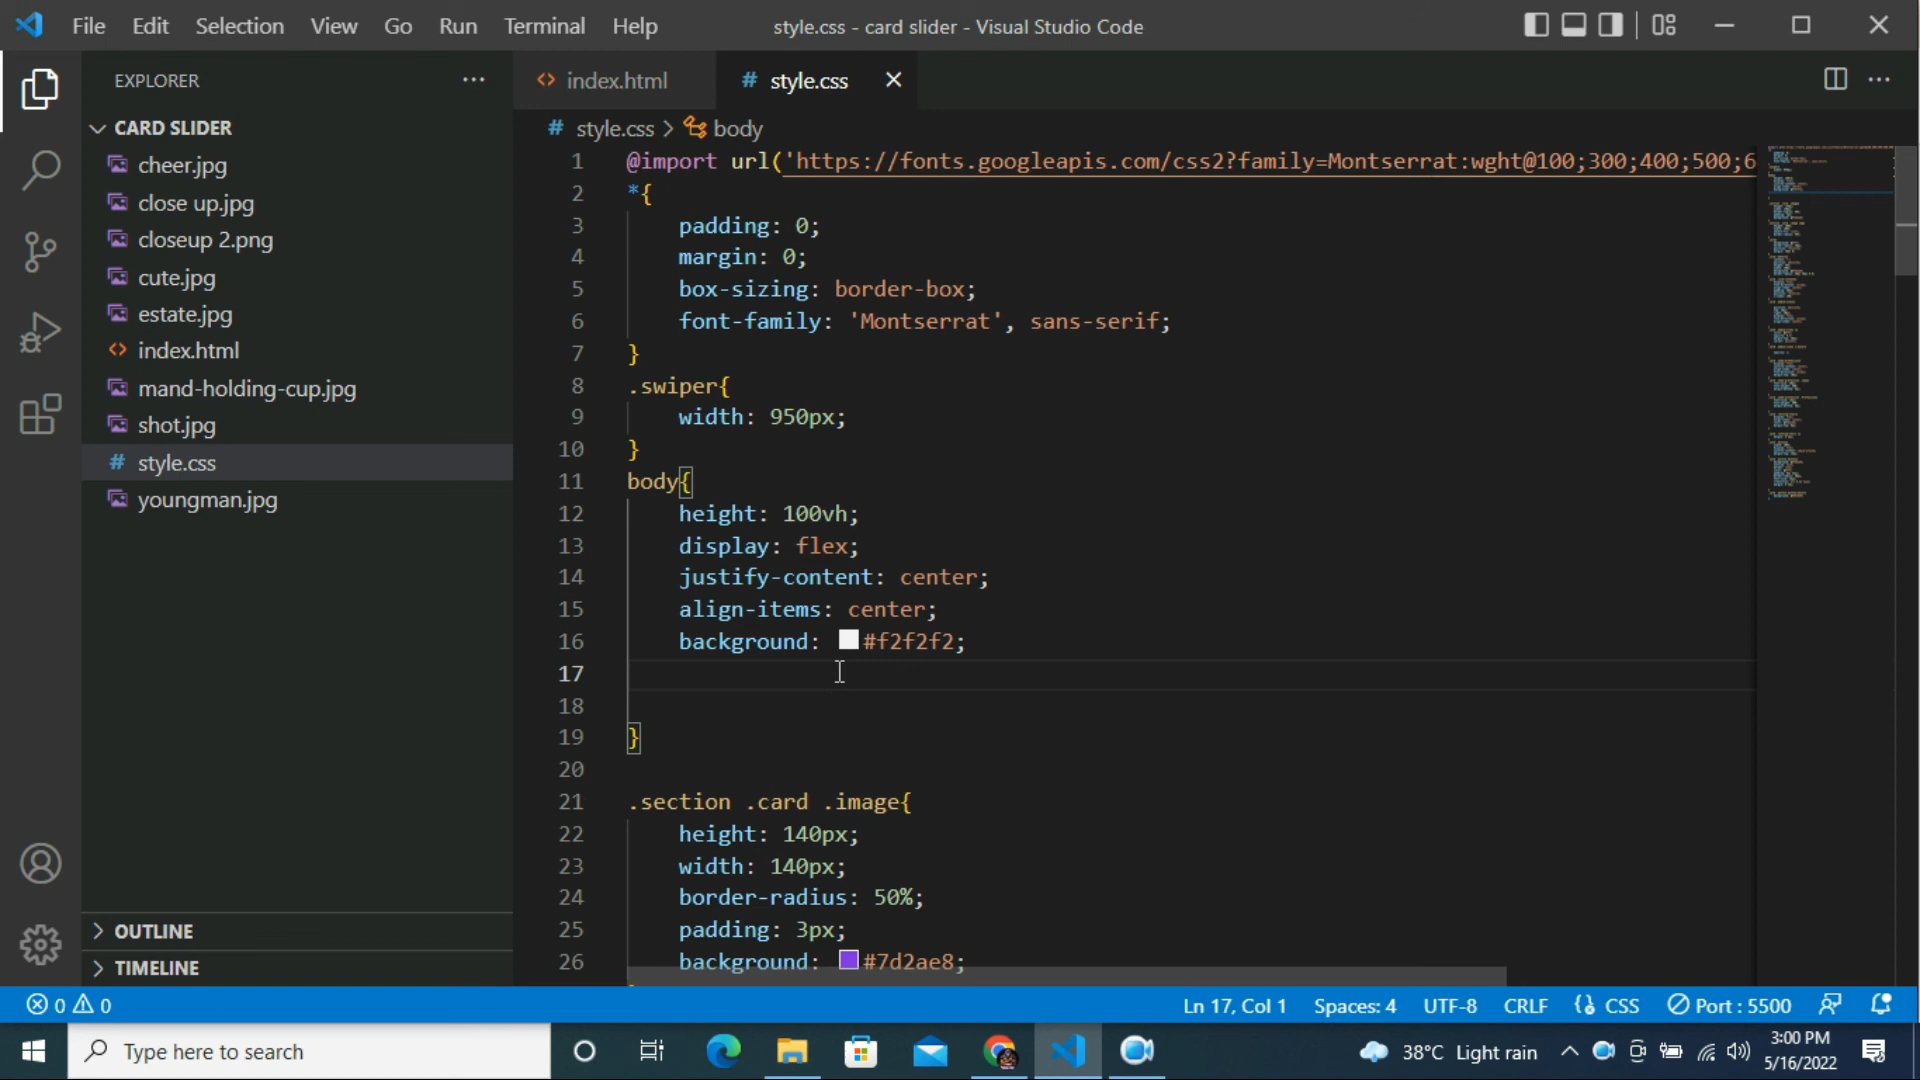 File Edit Selection View Go Run Terminal Help
style.css - card slider - Visual Studio Code
EXPLORER
CARD SLIDER
cheer.jpg
close up.jpg
closeup 2.png
cute.jpg
estate.jpg
index.html
mand-holding-cup.jpg
shot.jpg
# style.css
youngman.jpg
OUTLINE
TIMELINE
<> index.html
# style.css
# style.css > body
1 @import url('https://fonts.googleapis.com/css2?family=Montserrat:wght@100;300;400;500;6
2 *{
3 padding: 0;
4 margin: 0;
5 box-sizing: border-box;
6 font-family: 'Montserrat', sans-serif;
7 }
8 .swiper{
9 width: 950px;
10 }
11 body{
12 height: 100vh;
13 display: flex;
14 justify-content: center;
15 align-items: center;
16 background: #f2f2f2;
17
18
19 }
20
21 .section .card .image{
22 height: 140px;
23 width: 140px;
24 border-radius: 50%;
25 padding: 3px;
26 background: #7d2ae8;
0 0
Ln 17, Col 1 Spaces: 4 UTF-8 CRLF {} CSS Port : 5500
Type here to search
38°C Light rain
3:00 PM
5/16/2022